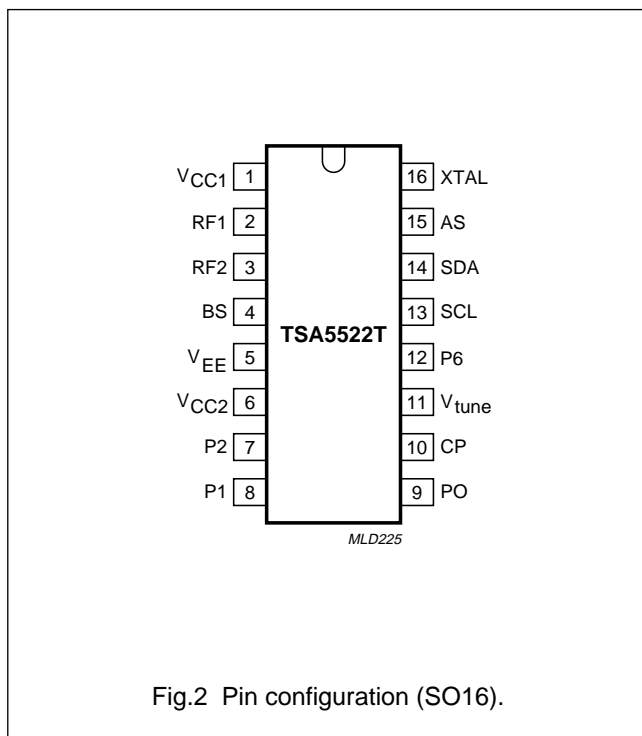 VCC1 1 16 XTAL
RF1 2 15 AS
RF2 3 14 SDA
BS 4 13 SCL
TSA5522T
VEE 5 12 P6
VCC2 6 11 Vtune
P2 7 10 CP
P1 8 9 PO
MLD225
Fig.2 Pin configuration (SO16).